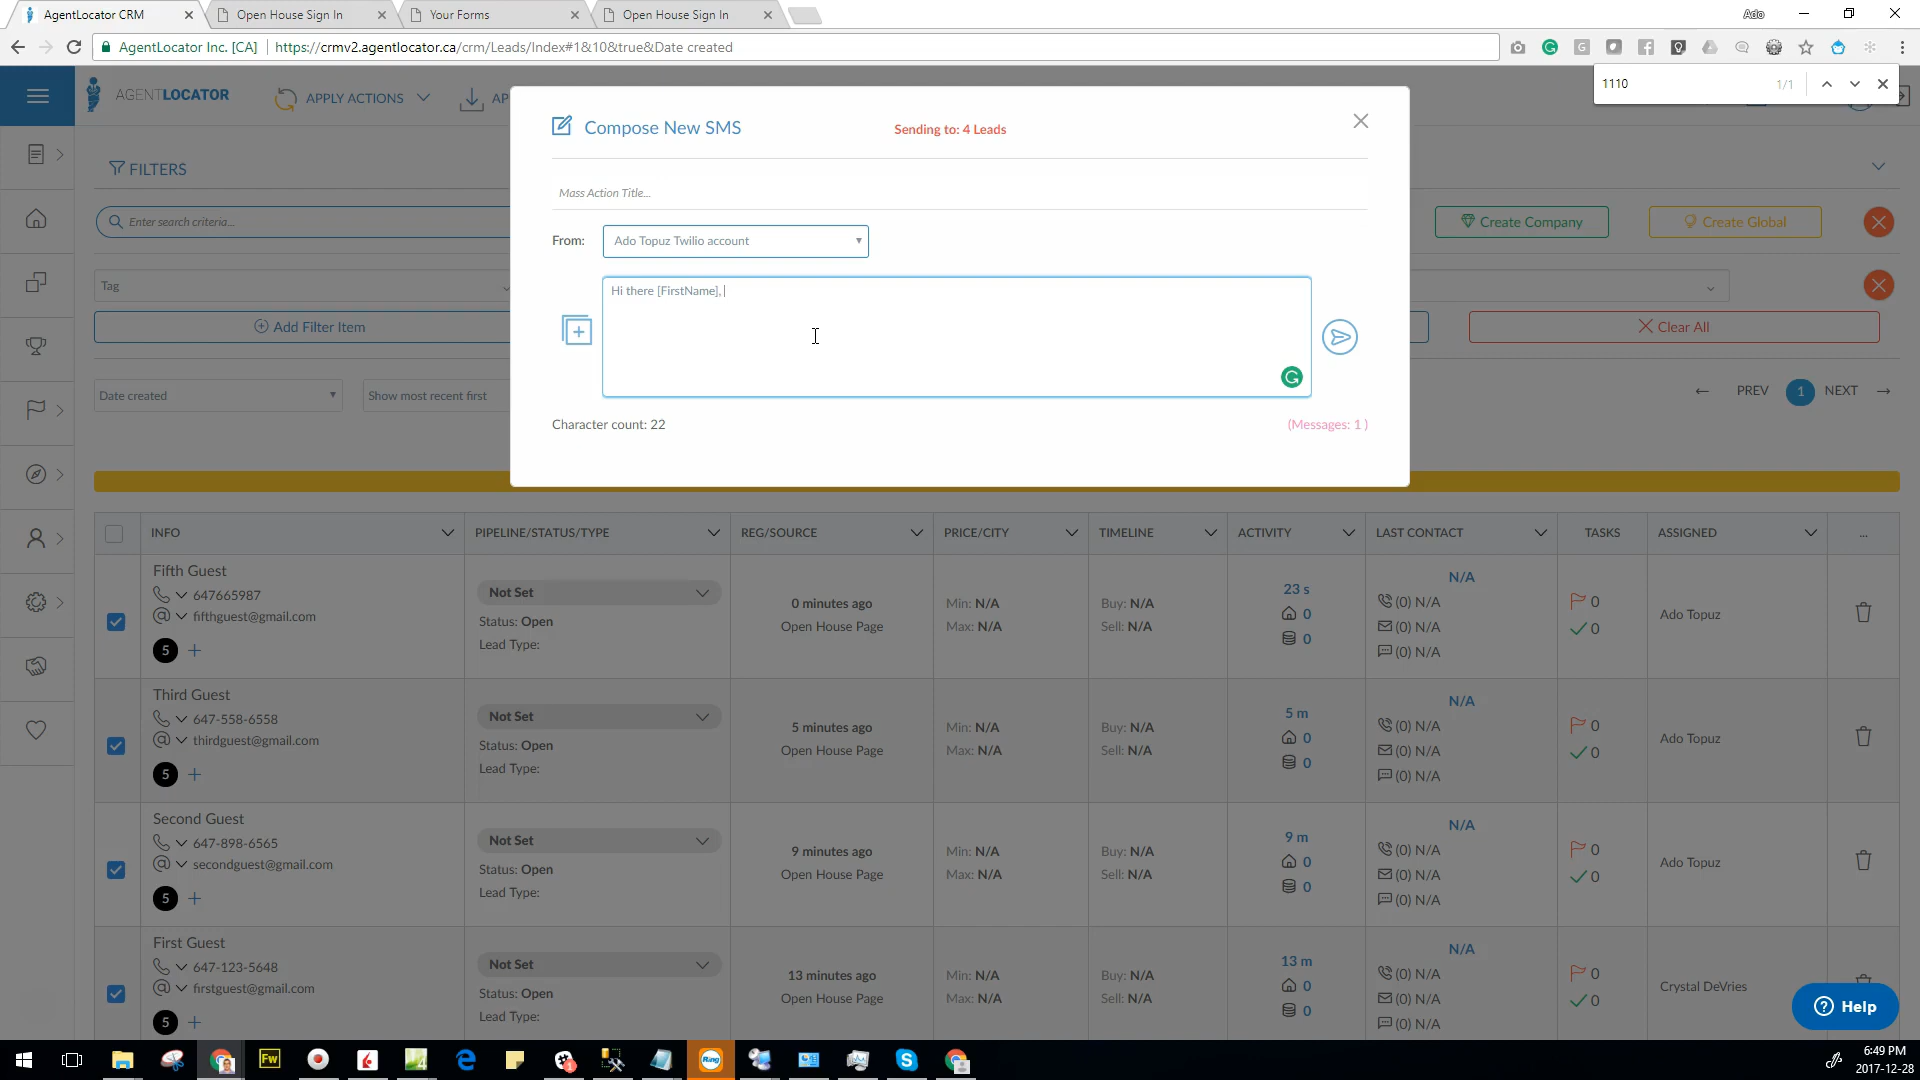 AgentLocator CRM
Open House Sign In
Your Forms
Open House Sign In
Ado
AgentLocator Inc. [CA]
https://crmv2.agentlocator.ca/crm/Leads/Index#1&10&true&Date created
1110
1/1
AGENTLOCATOR
APPLY ACTIONS
AP
Compose New SMS
Sending to: 4 Leads
FILTERS
Mass Action Title...
Enter search criteria...
Create Company
Create Global
From:
Ado Topuz Twilio account
Tag
Hi there [FirstName],
Add Filter Item
Clear All
Date created
Show most recent first
PREV
1
NEXT
Character count: 22
(Messages: 1 )
INFO
PIPELINE/STATUS/TYPE
REG/SOURCE
PRICE/CITY
TIMELINE
ACTIVITY
LAST CONTACT
TASKS
ASSIGNED
...
Fifth Guest
647665987
fifthguest@gmail.com
5
Not Set
Status: Open
Lead Type:
0 minutes ago
Open House Page
Min: N/A
Max: N/A
Buy: N/A
Sell: N/A
23 s
0
0
N/A
(0) N/A
(0) N/A
(0) N/A
0
0
Ado Topuz
Third Guest
647-558-6558
thirdguest@gmail.com
5
Not Set
Status: Open
Lead Type:
5 minutes ago
Open House Page
Min: N/A
Max: N/A
Buy: N/A
Sell: N/A
5 m
0
0
N/A
(0) N/A
(0) N/A
(0) N/A
0
0
Ado Topuz
Second Guest
647-898-6565
secondguest@gmail.com
5
Not Set
Status: Open
Lead Type:
9 minutes ago
Open House Page
Min: N/A
Max: N/A
Buy: N/A
Sell: N/A
9 m
0
0
N/A
(0) N/A
(0) N/A
(0) N/A
0
0
Ado Topuz
First Guest
647-123-5648
firstguest@gmail.com
5
Not Set
Status: Open
Lead Type:
13 minutes ago
Open House Page
Min: N/A
Max: N/A
Buy: N/A
Sell: N/A
13 m
0
0
N/A
(0) N/A
(0) N/A
(0) N/A
0
0
Crystal DeVries
Help
Fw
Ring
6:49 PM
2017-12-28